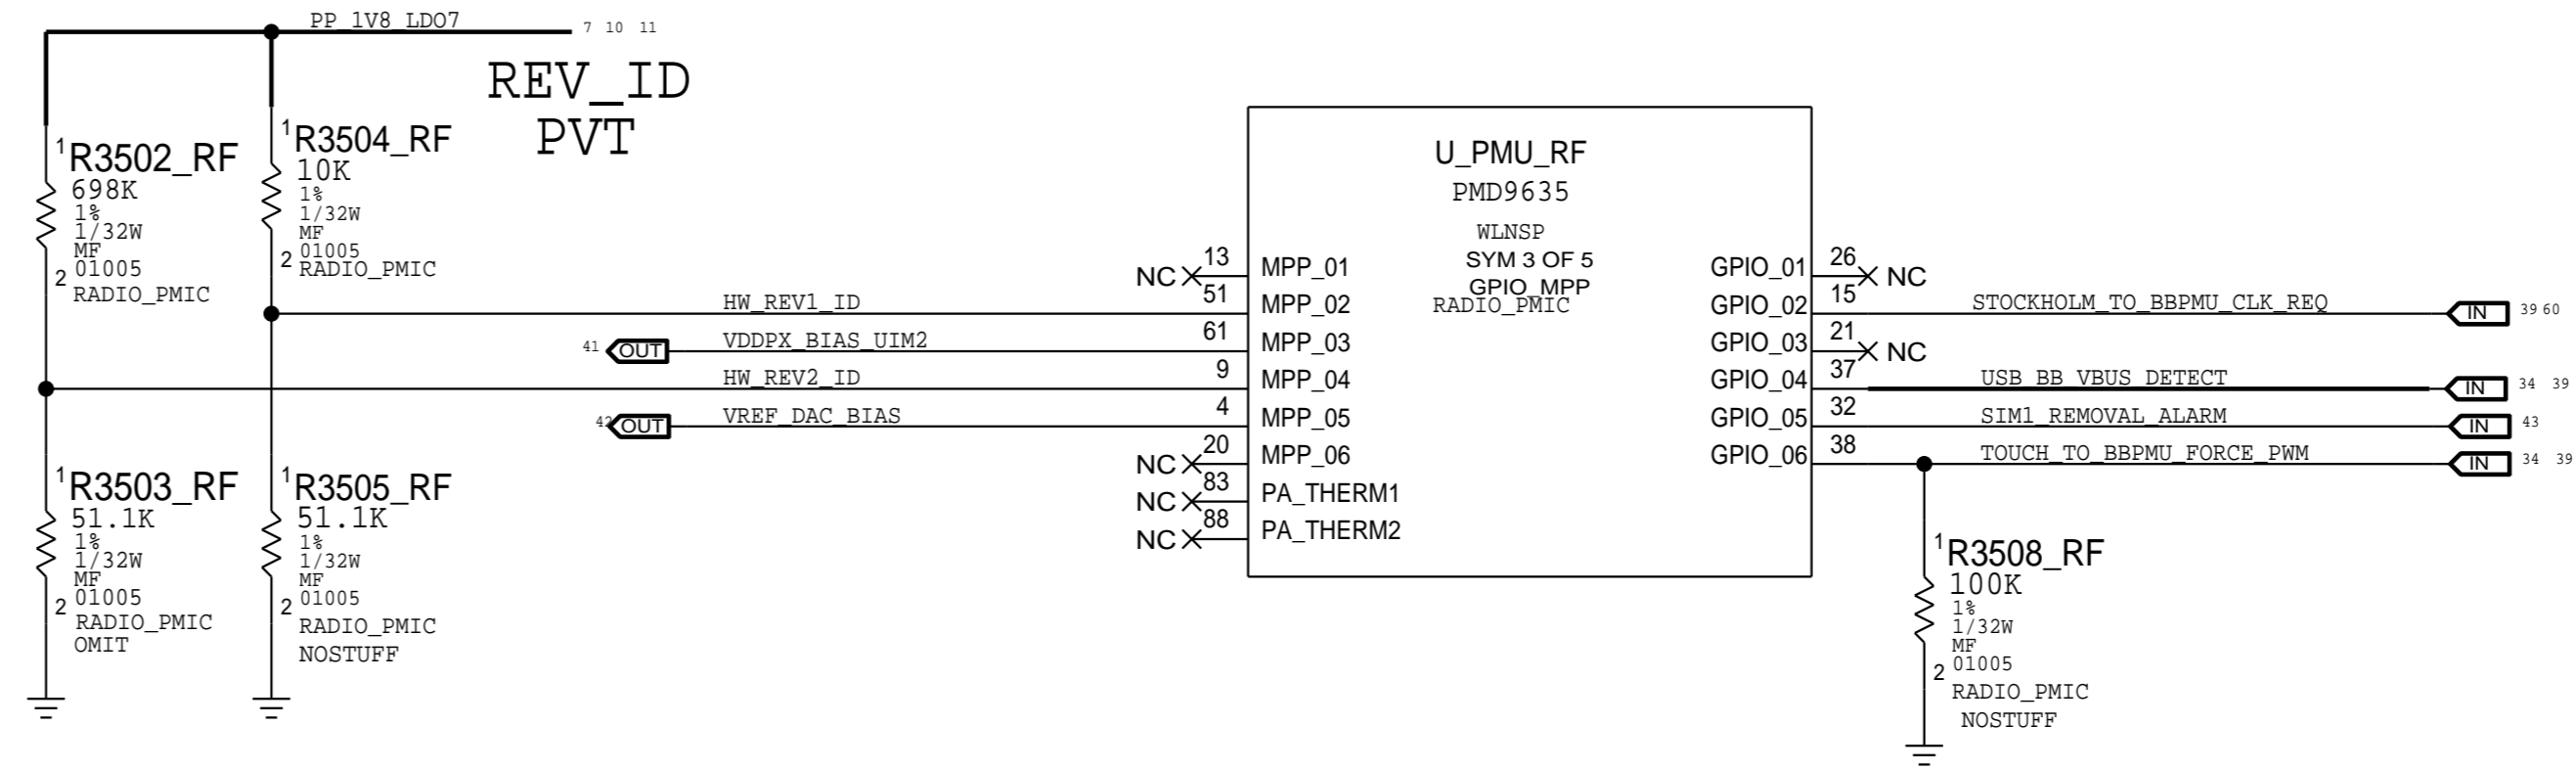 PP_1V8_LDO7
7 10 11
REV_ID
PVT
1
R3502_RF
698K
1%
1/32W
MF
01005
2
RADIO_PMIC
1
R3504_RF
10K
1%
1/32W
MF
01005
2
RADIO_PMIC
HW_REV1_ID
41 OUT VDDPX_BIAS_UIM2
HW_REV2_ID
42 OUT VREF_DAC_BIAS
1
R3503_RF
51.1K
1%
1/32W
MF
01005
2
RADIO_PMIC
OMIT
1
R3505_RF
51.1K
1%
1/32W
MF
01005
2
RADIO_PMIC
NOSTUFF
U_PMU_RF
PMD9635
WLNSP
SYM 3 OF 5
GPIO_MPP
RADIO_PMIC
NC 13 MPP_01
51 MPP_02
61 MPP_03
9 MPP_04
4 MPP_05
NC 20 MPP_06
NC 83 PA_THERM1
NC 88 PA_THERM2
GPIO_01 26 NC
GPIO_02 15 STOCKHOLM_TO_BBPMU_CLK_REQ IN 39 60
GPIO_03 21 NC
GPIO_04 37 USB_BB_VBUS_DETECT IN 34 39
GPIO_05 32 SIM1_REMOVAL_ALARM IN 43
GPIO_06 38 TOUCH_TO_BBPMU_FORCE_PWM IN 34 39
1
R3508_RF
100K
1%
1/32W
MF
01005
2
RADIO_PMIC
NOSTUFF